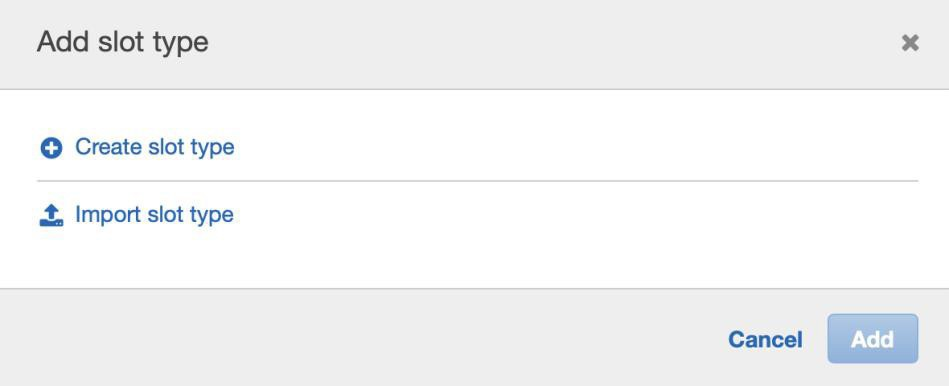 Add slot type
Create slot type
Import slot type
Cancel Add